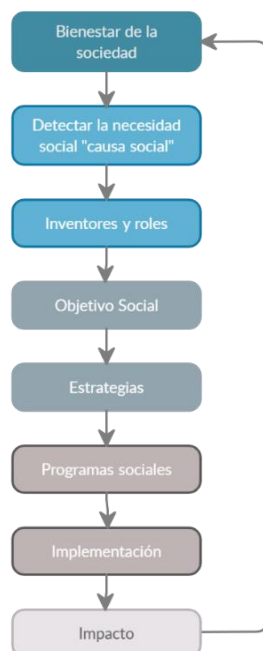 Bienestar de la
sociedad
Detectar la necesidad
social "causa social"
Inventores y roles
Objetivo Social
Estrategias
Programas sociales
Implementación
Impacto